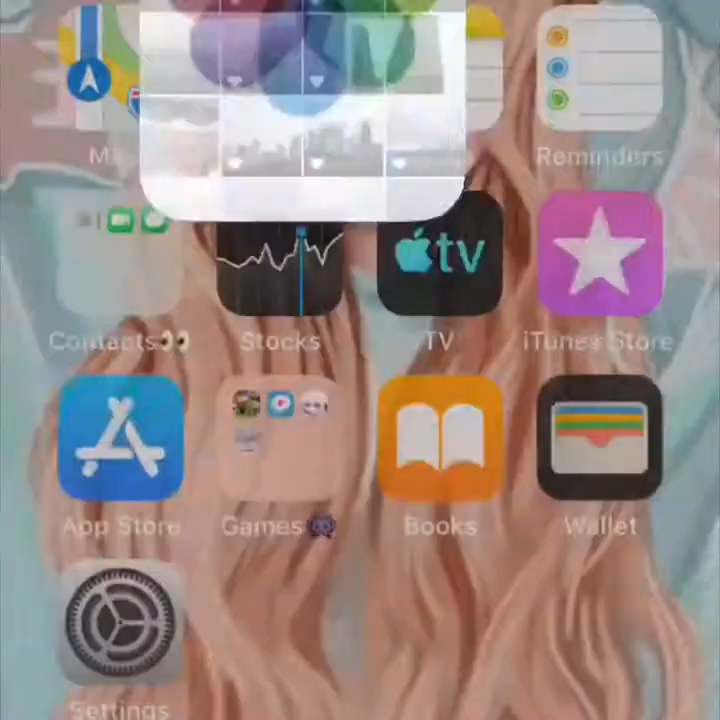 Reminders
Contacts👀 Stocks TV iTunes Store
tv
App Store Games👾 Books Wallet
Settings